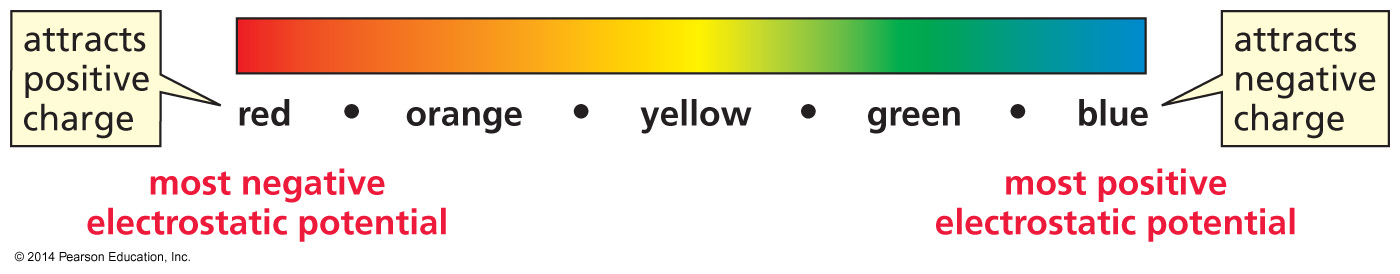 attracts
positive
charge
attracts
negative
charge
red • orange • yellow • green • blue
most negative
electrostatic potential
most positive
electrostatic potential
© 2014 Pearson Education, Inc.